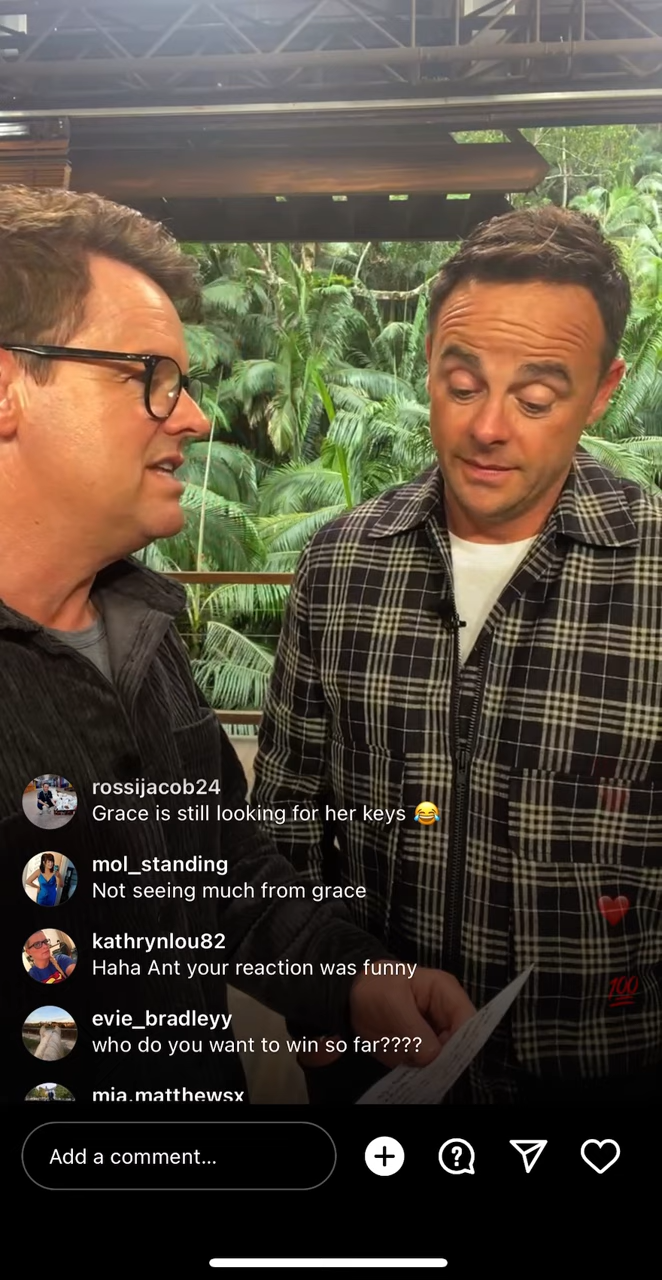 rossijacob24
Grace is still looking for her keys 😂
mol_standing
Not seeing much from grace
kathrynlou82
Haha Ant your reaction was funny
evie_bradleyy
who do you want to win so far????
mia.matthewsx
Add a comment...
💯